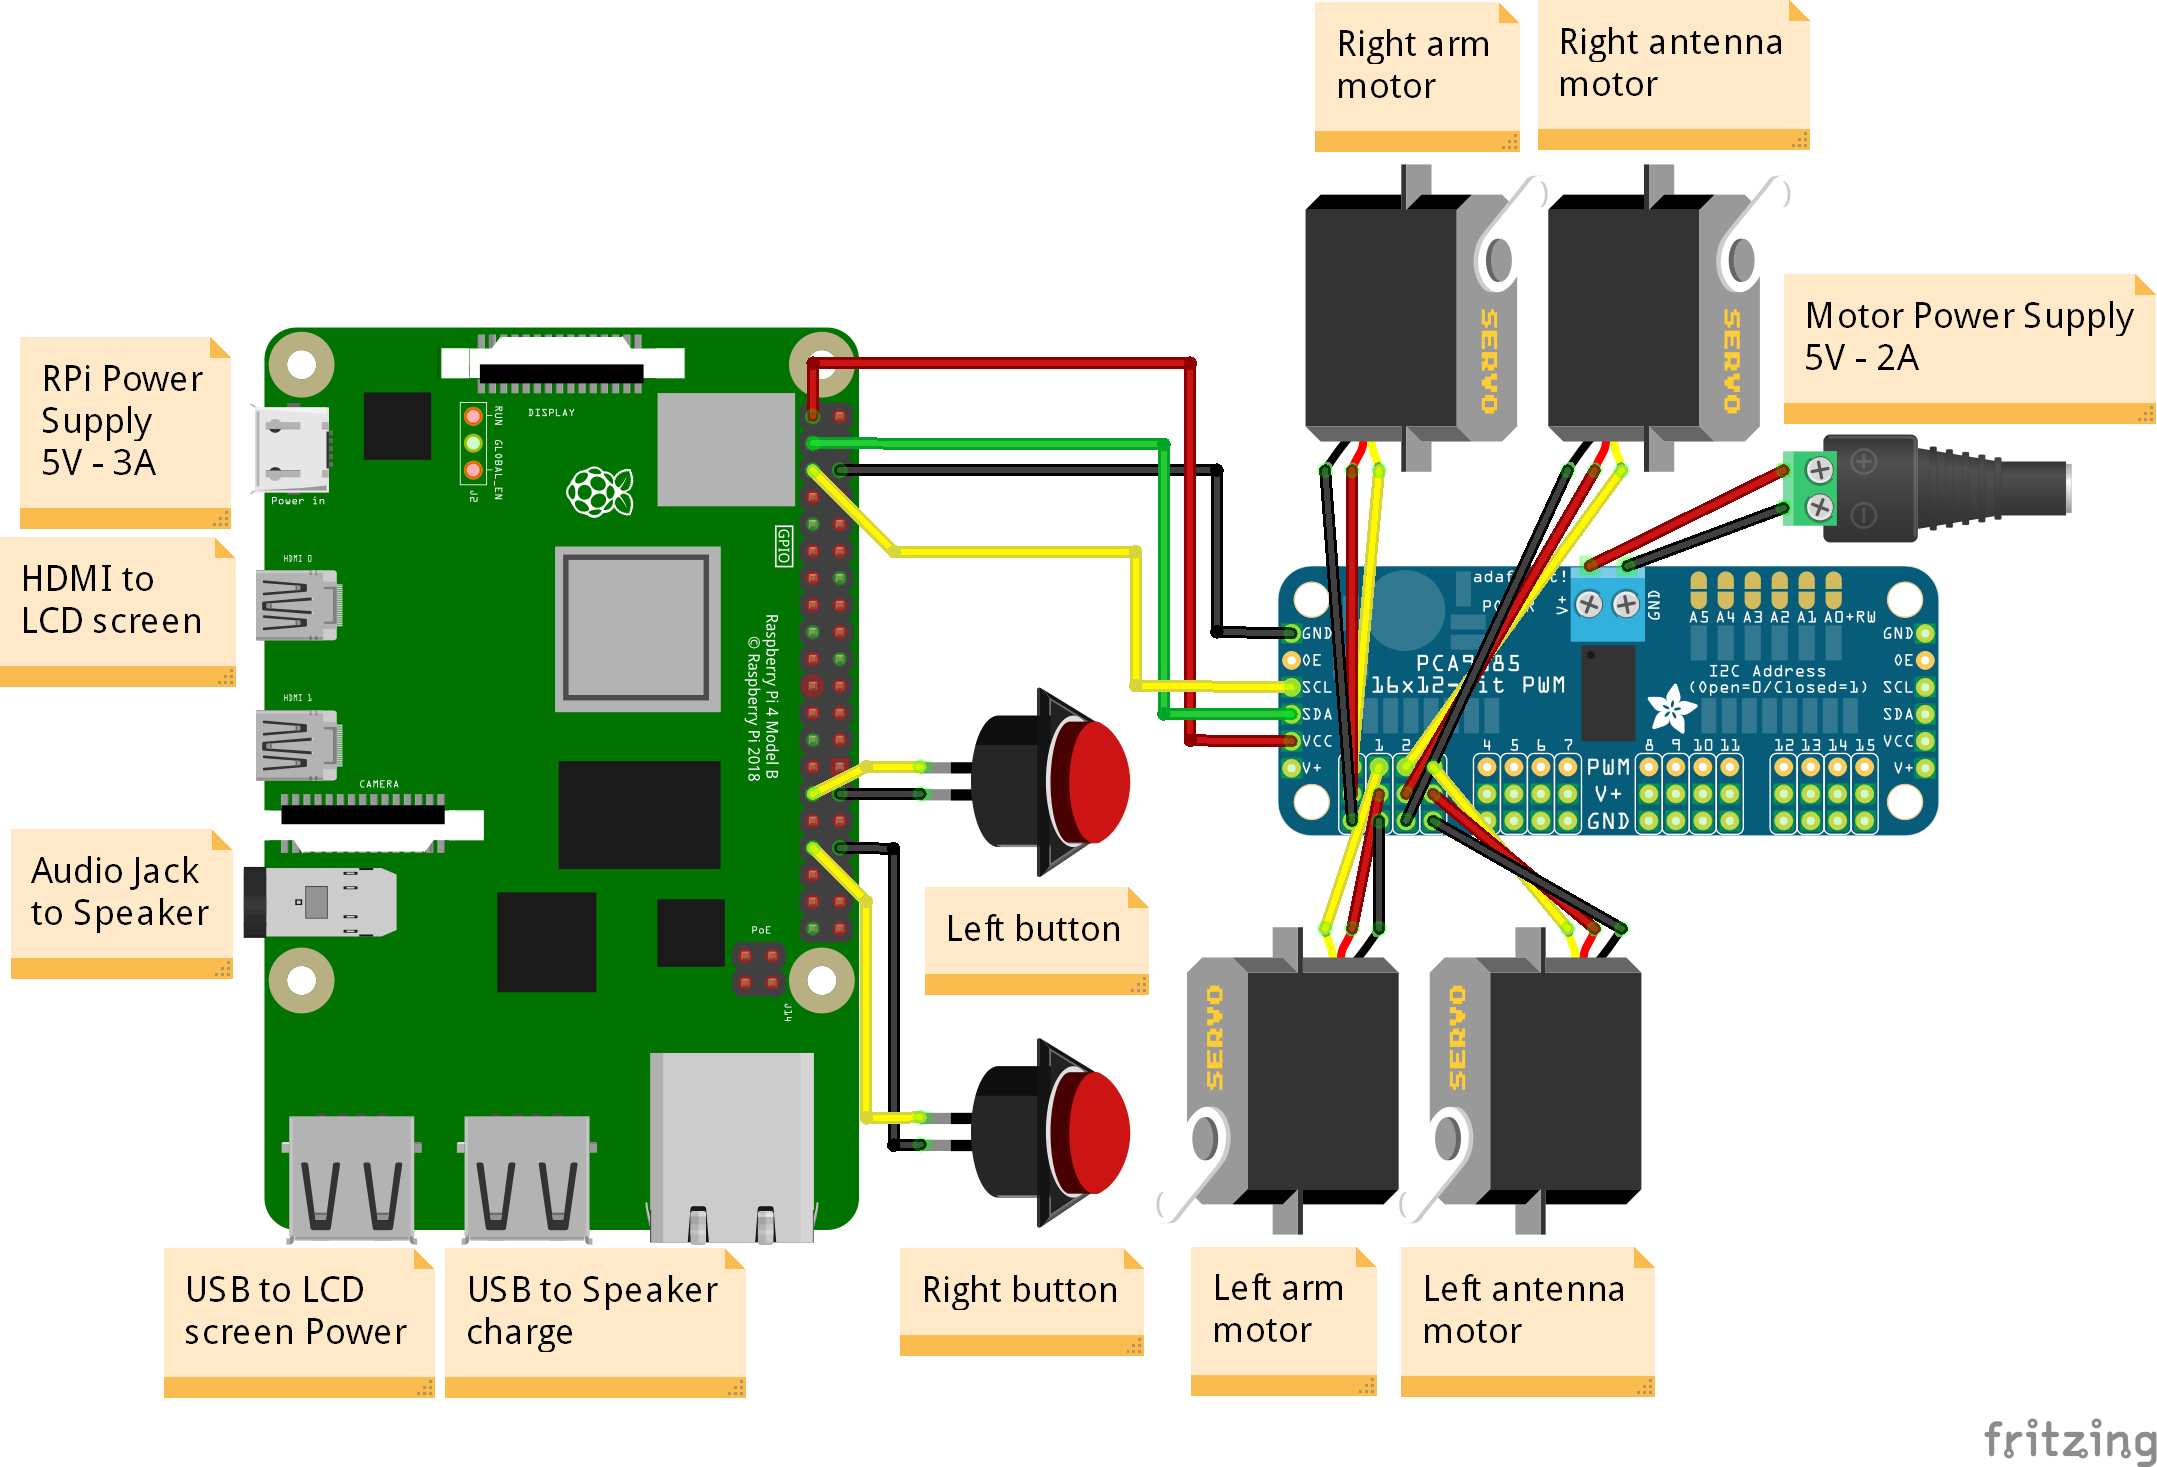 Right arm
motor
Right antenna
motor
Motor Power Supply
5V - 2A
RPi Power
Supply
5V - 3A
HDMI to
LCD screen
Audio Jack
to Speaker
USB to LCD
screen Power
USB to Speaker
charge
Left button
Right button
Left arm
motor
Left antenna
motor
DISPLAY
RUN
GLOBAL_EN
J2
Power in
HDMI 0
HDMI 1
CAMERA
GPIO
Raspberry Pi 4 Model B
© Raspberry Pi 2018
PoE
J14
SERVO
SERVO
SERVO
SERVO
V+
GND
A5 A4 A3 A2 A1 A0+RW
I2C Address
(Open=0/Closed=1)
16x12-
PWM
GND
OE
SCL
SDA
VCC
V+
GND
OE
SCL
SDA
VCC
V+
1 2 4 5 6 7 8 9 10 11 12 13 14 15
PWM
V+
GND
fritzing